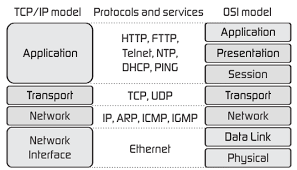 TCP/IP model Protocols and services OSI model
Application
HTTP, FTTP,
Telnet, NTP,
DHCP, PING
Application
Presentation
Session
Transport TCP, UDP Transport
Network IP, ARP, ICMP, IGMP Network
Network
Interface
Ethernet
Data Link
Physical